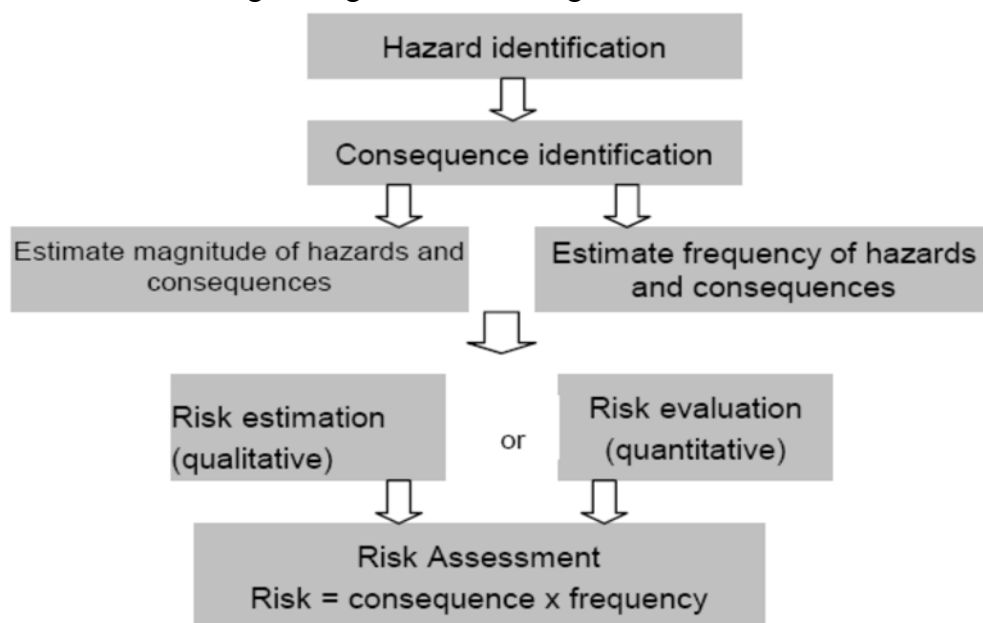 Hazard identification
Consequence identification
Estimate magnitude of hazards and
consequences
Estimate frequency of hazards
and consequences
Risk estimation
(qualitative)
or
Risk evaluation
(quantitative)
Risk Assessment
Risk = consequence x frequency